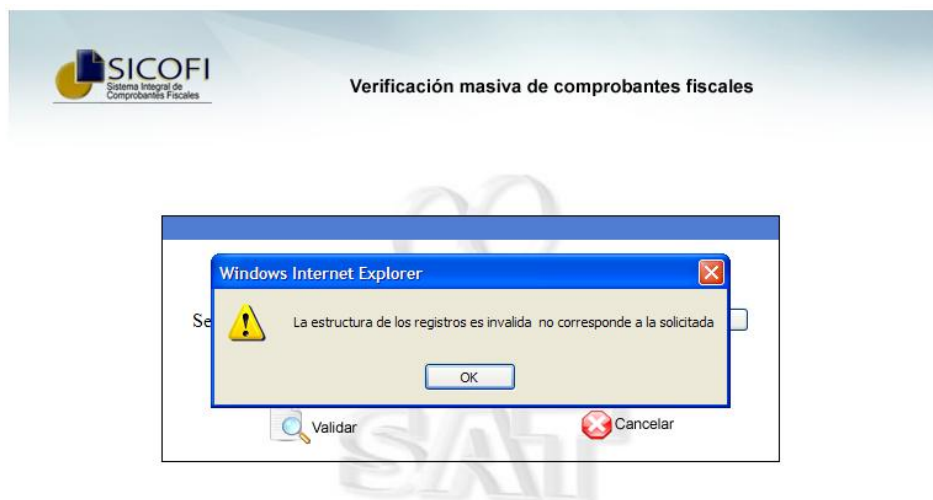 SICOFI
Sistema Integral de
Comprobantes Fiscales
Verificación masiva de comprobantes fiscales
Windows Internet Explorer
Se
La estructura de los registros es invalida no corresponde a la solicitada
OK
Validar
Cancelar
SAT